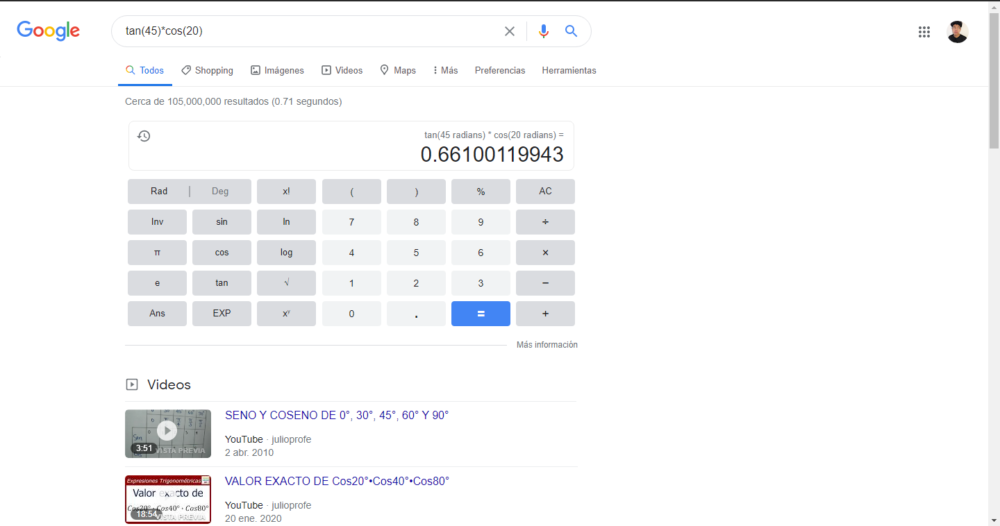 Google
tan(45)*cos(20)
Todos Shopping Imágenes Videos Maps Más Preferencias Herramientas
Cerca de 105,000,000 resultados (0.71 segundos)
tan(45 radians) * cos(20 radians) =
0.66100119943
Rad | Deg x! ( ) % AC
Inv sin ln 7 8 9 ÷
π cos log 4 5 6 ×
e tan √ 1 2 3 −
Ans EXP xʸ 0 . = +
Más información
Videos
SENO Y COSENO DE 0°, 30°, 45°, 60° Y 90°
YouTube · julioprofe
2 abr. 2010
3:51 VISTA PREVIA
VALOR EXACTO DE Cos20°•Cos40°•Cos80°
YouTube · julioprofe
20 ene. 2020
Expresiones Trigonométricas
Valor exacto de
Cos20° · Cos40° · Cos80°
18:54 VISTA PREVIA